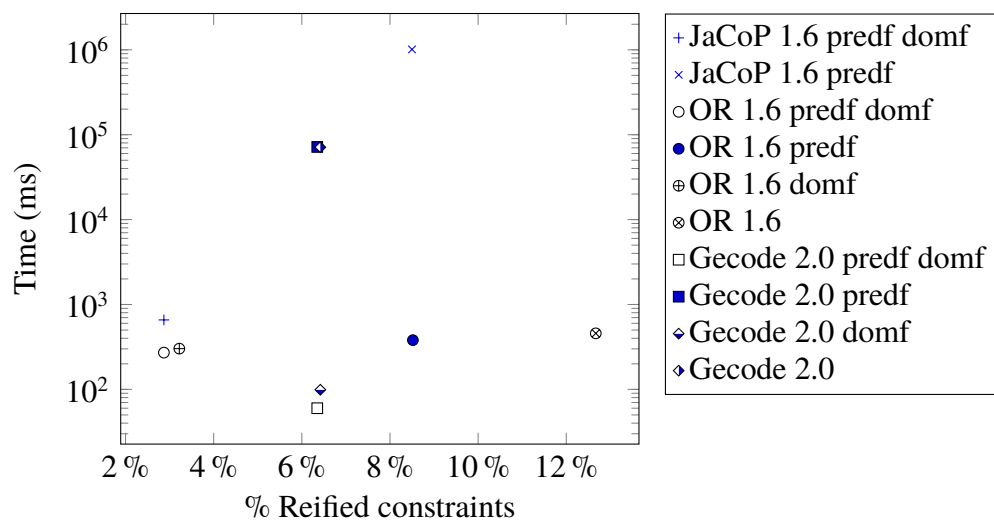 10^6
10^5
10^4
10^3
10^2
Time (ms)
2 % 4 % 6 % 8 % 10 % 12 %
% Reified constraints
JaCoP 1.6 predf domf
JaCoP 1.6 predf
OR 1.6 predf domf
OR 1.6 predf
OR 1.6 domf
OR 1.6
Gecode 2.0 predf domf
Gecode 2.0 predf
Gecode 2.0 domf
Gecode 2.0